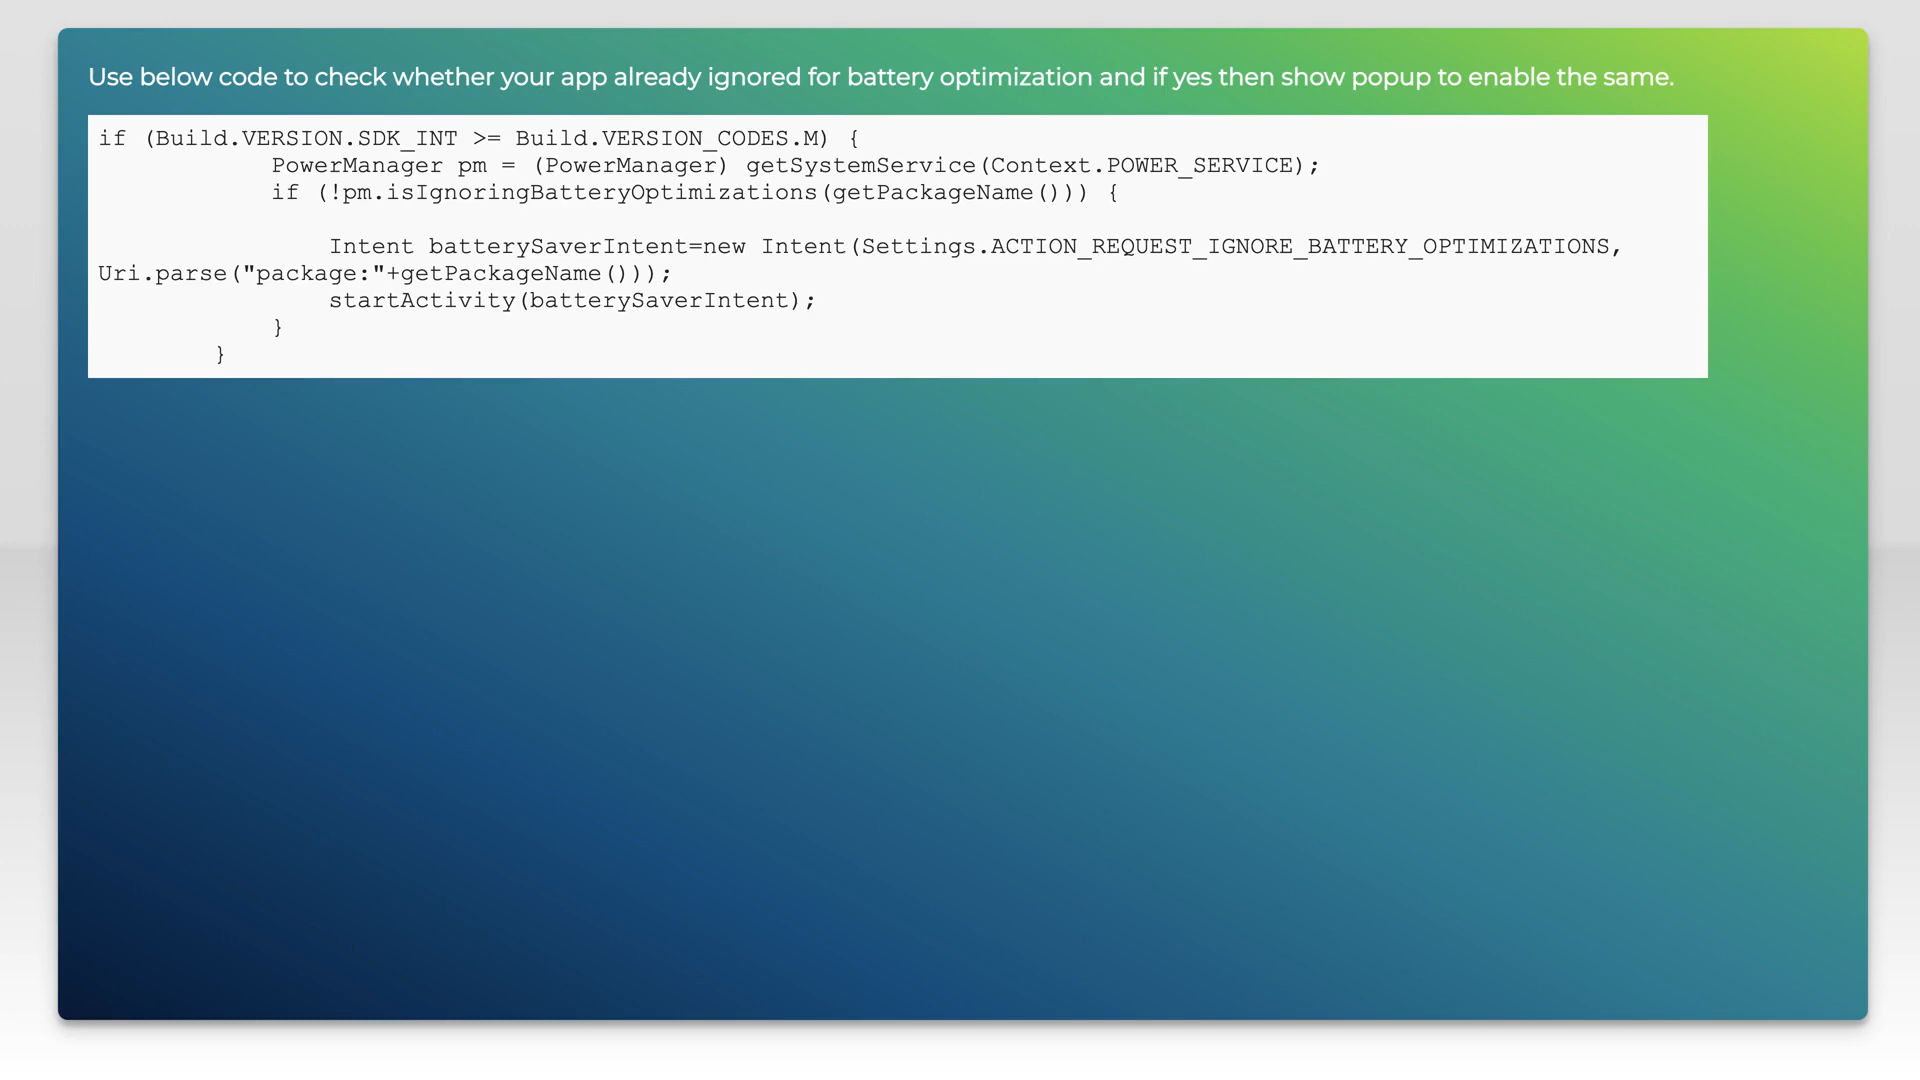 Use below code to check whether your app already ignored for battery optimization and if yes then show popup to enable the same.
if (Build.VERSION.SDK_INT >= Build.VERSION_CODES.M) {
            PowerManager pm = (PowerManager) getSystemService(Context.POWER_SERVICE);
            if (!pm.isIgnoringBatteryOptimizations(getPackageName())) {
                Intent batterySaverIntent=new Intent(Settings.ACTION_REQUEST_IGNORE_BATTERY_OPTIMIZATIONS,
Uri.parse("package:"+getPackageName()));
                startActivity(batterySaverIntent);
            }
        }